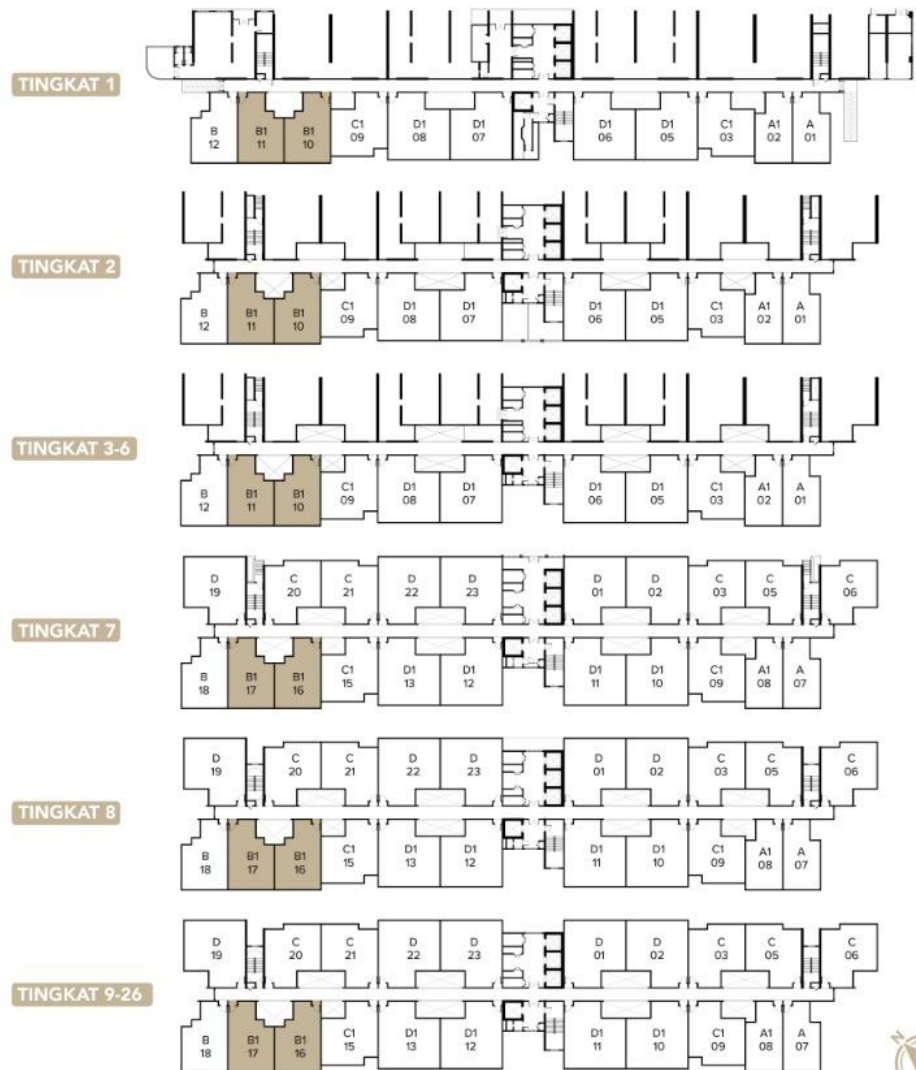 TINGKAT 1
B 12
B1 11
B1 10
C1 09
D1 08
D1 07
D1 06
D1 05
C1 03
A1 02
A 01
TINGKAT 2
B 12
B1 11
B1 10
C1 09
D1 08
D1 07
D1 06
D1 05
C1 03
A1 02
A 01
TINGKAT 3-6
B 12
B1 11
B1 10
C1 09
D1 08
D1 07
D1 06
D1 05
C1 03
A1 02
A 01
D 19
C 20
C 21
D 22
D 23
D 01
D 02
C 03
C 05
C 06
TINGKAT 7
B 18
B1 17
B1 16
C1 15
D1 13
D1 12
D1 11
D1 10
C1 09
A1 08
A 07
D 19
C 20
C 21
D 22
D 23
D 01
D 02
C 03
C 05
C 06
TINGKAT 8
B 18
B1 17
B1 16
C1 15
D1 13
D1 12
D1 11
D1 10
C1 09
A1 08
A 07
D 19
C 20
C 21
D 22
D 23
D 01
D 02
C 03
C 05
C 06
TINGKAT 9-26
B 18
B1 17
B1 16
C1 15
D1 13
D1 12
D1 11
D1 10
C1 09
A1 08
A 07